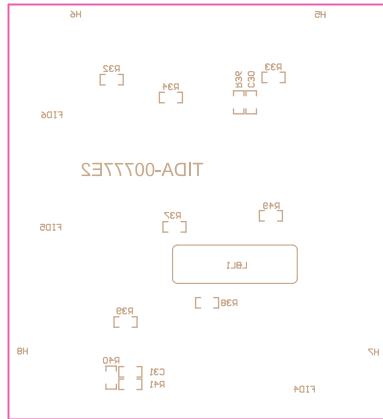 H6
H5
R32
R33
R34
R36
C30
FID6
TIDA-00777E2
R49
R37
FID5
LBL1
R38
R39
H8
H7
R40
C31
R41
FID4